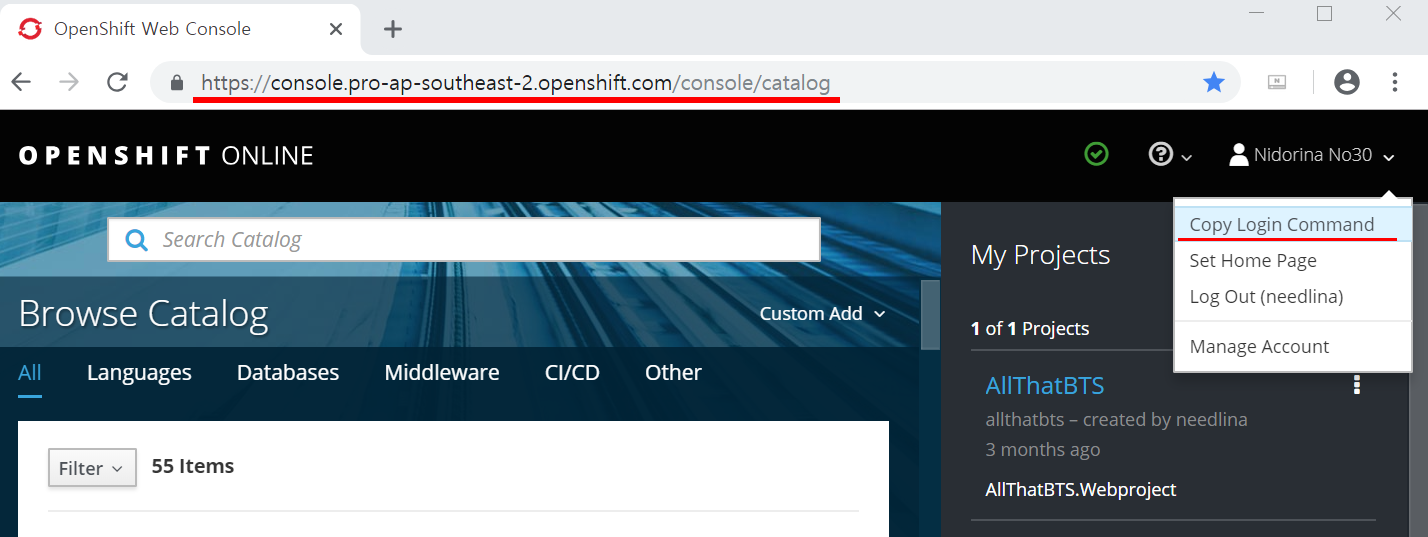 OpenShift Web Console
https://console.pro-ap-southeast-2.openshift.com/console/catalog
OPENSHIFT ONLINE
Nidorina No30
Copy Login Command
Set Home Page
Log Out (needlina)
Manage Account
Search Catalog
Browse Catalog
Custom Add
All Languages Databases Middleware CI/CD Other
Filter
55 Items
My Projects
1 of 1 Projects
AllThatBTS
allthatbts – created by needlina
3 months ago
AllThatBTS.Webproject